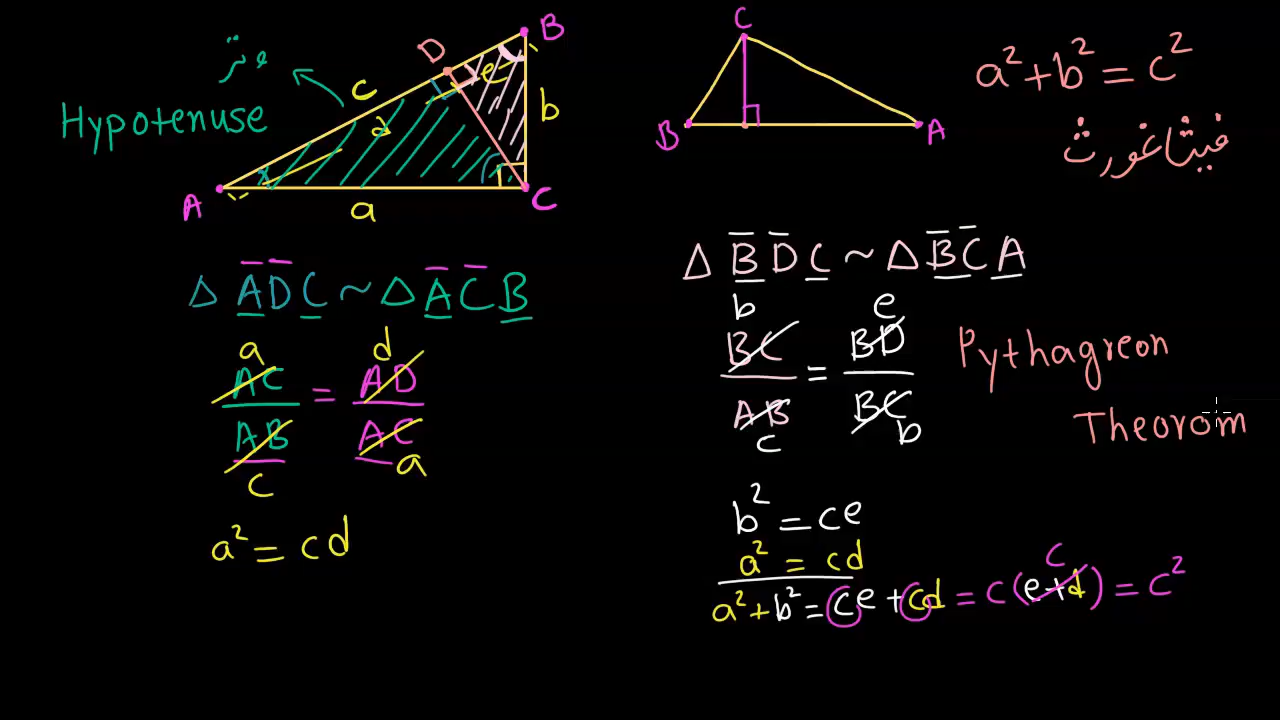 B
D
e
c
d
b
A
a
C
وتر
Hypotenuse
C
B
A
a² + b² = c²
فيثاغورث
△ ADC ~ △ ACB
a d
AC/AB = AD/AC
c a
a² = cd
△ BDC ~ △ BCA
b e
BC/AB = BD/BC
c b
Pythagreon
Theorom
b² = ce
a² = cd
c
a² + b² = ce + cd = c(e+d) = c²